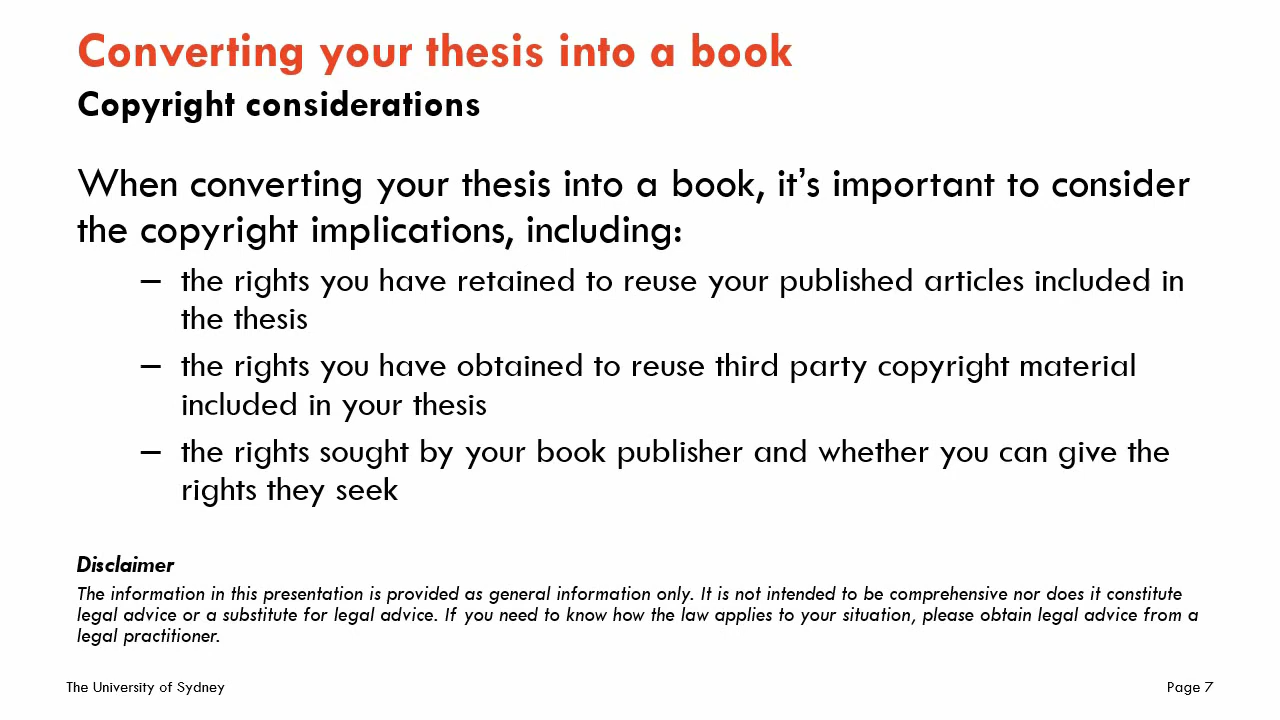 Converting your thesis into a book
Copyright considerations
When converting your thesis into a book, it's important to consider
the copyright implications, including:
– the rights you have retained to reuse your published articles included in
the thesis
– the rights you have obtained to reuse third party copyright material
included in your thesis
– the rights sought by your book publisher and whether you can give the
rights they seek
Disclaimer
The information in this presentation is provided as general information only. It is not intended to be comprehensive nor does it constitute
legal advice or a substitute for legal advice. If you need to know how the law applies to your situation, please obtain legal advice from a
legal practitioner.
The University of Sydney
Page 7